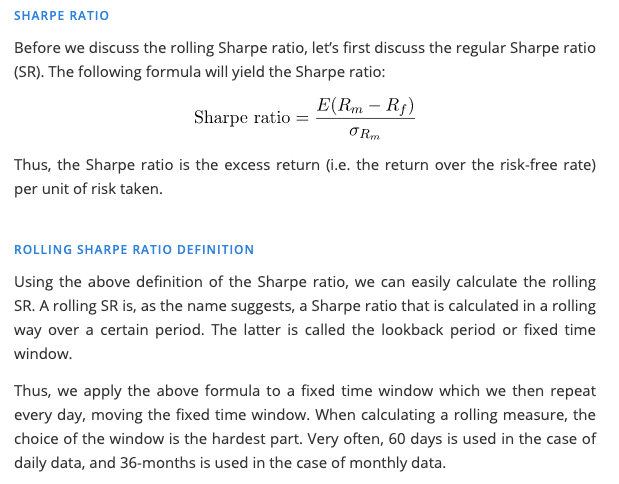 SHARPE RATIO
Before we discuss the rolling Sharpe ratio, let's first discuss the regular Sharpe ratio
(SR). The following formula will yield the Sharpe ratio:
Sharpe ratio = \frac{E(R_m − R_f)}{σ_{R_m}}
Thus, the Sharpe ratio is the excess return (i.e. the return over the risk-free rate)
per unit of risk taken.
ROLLING SHARPE RATIO DEFINITION
Using the above definition of the Sharpe ratio, we can easily calculate the rolling
SR. A rolling SR is, as the name suggests, a Sharpe ratio that is calculated in a rolling
way over a certain period. The latter is called the lookback period or fixed time
window.
Thus, we apply the above formula to a fixed time window which we then repeat
every day, moving the fixed time window. When calculating a rolling measure, the
choice of the window is the hardest part. Very often, 60 days is used in the case of
daily data, and 36-months is used in the case of monthly data.